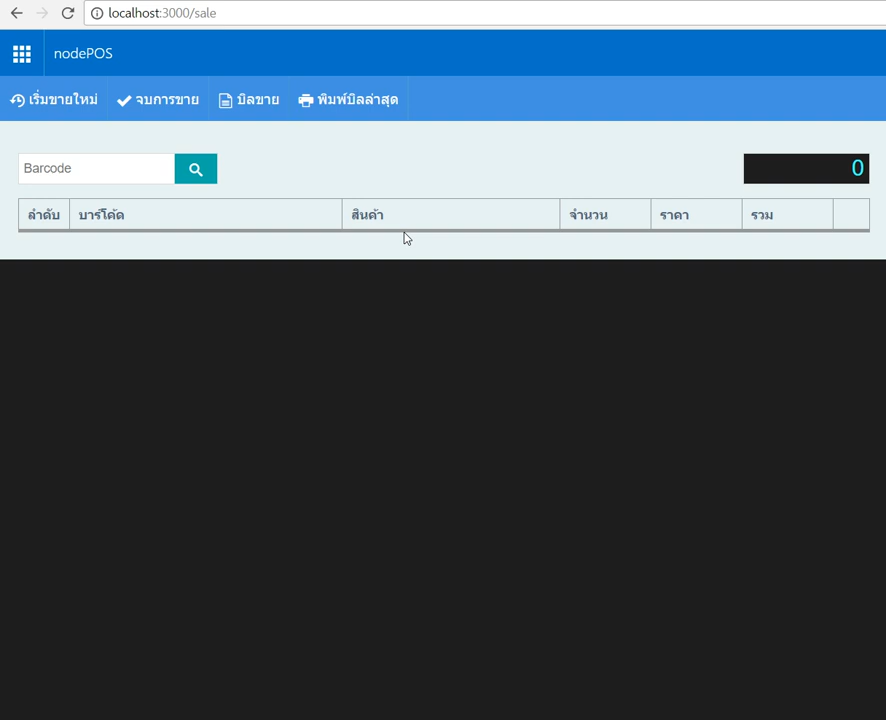 localhost:3000/sale
nodePOS
เริ่มขายใหม่ จบการขาย บิลขาย พิมพ์บิลล่าสุด
Barcode 0
ลำดับ บาร์โค้ด สินค้า จำนวน ราคา รวม